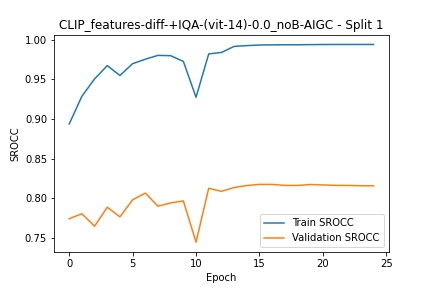 CLIP_features-diff-+IQA-(vit-14)-0.0_noB-AIGC - Split 1
1.00
0.95
0.90
0.85
0.80
0.75
SROCC
Train SROCC
Validation SROCC
0 5 10 15 20 25
Epoch